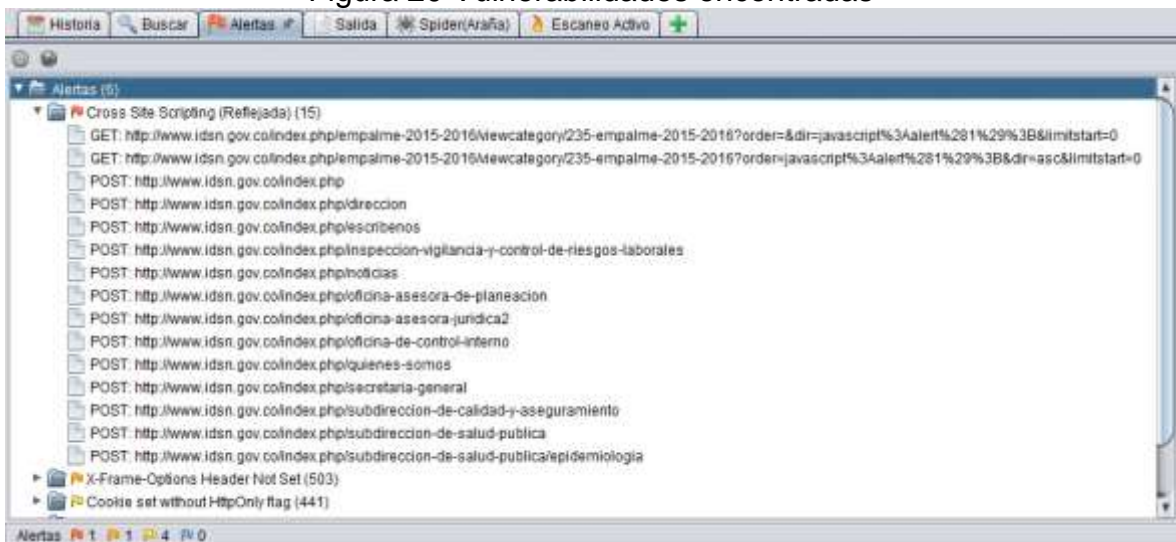 Historia Buscar Alertas Salida Spider(Araña) Escaneo Activo
Alertas (6)
Cross Site Scripting (Reflejada) (15)
GET: http://www.idsn.gov.co/index.php/empalme-2015-2016/viewcategory/235-empalme-2015-2016?order=&dir=javascript%3Aalert%281%29%3B&limitstart=0
GET: http://www.idsn.gov.co/index.php/empalme-2015-2016/viewcategory/235-empalme-2015-2016?order=javascript%3Aalert%281%29%3B&dir=asc&limitstart=0
POST: http://www.idsn.gov.co/index.php
POST: http://www.idsn.gov.co/index.php/direccion
POST: http://www.idsn.gov.co/index.php/escribenos
POST: http://www.idsn.gov.co/index.php/inspeccion-vigilancia-y-control-de-riesgos-laborales
POST: http://www.idsn.gov.co/index.php/noticias
POST: http://www.idsn.gov.co/index.php/oficina-asesora-de-planeacion
POST: http://www.idsn.gov.co/index.php/oficina-asesora-juridica2
POST: http://www.idsn.gov.co/index.php/oficina-de-control-interno
POST: http://www.idsn.gov.co/index.php/quienes-somos
POST: http://www.idsn.gov.co/index.php/secretaria-general
POST: http://www.idsn.gov.co/index.php/subdireccion-de-calidad-y-aseguramiento
POST: http://www.idsn.gov.co/index.php/subdireccion-de-salud-publica
POST: http://www.idsn.gov.co/index.php/subdireccion-de-salud-publica/epidemiologia
X-Frame-Options Header Not Set (503)
Cookie set without HttpOnly flag (441)
Alertas 1 1 4 0